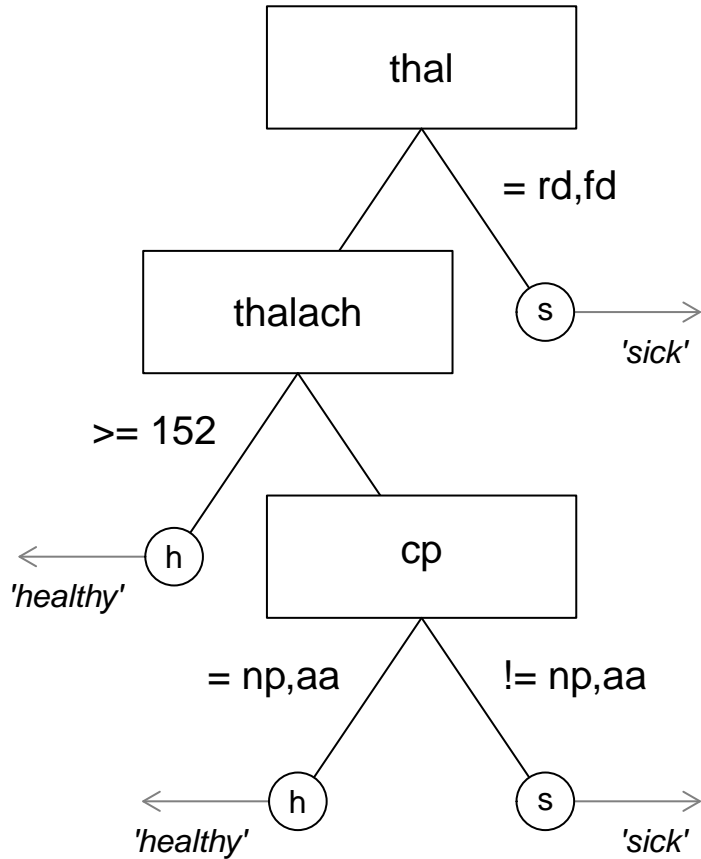 thal
= rd,fd
thalach
s
'sick'
>= 152
h
'healthy'
cp
= np,aa
!= np,aa
h
'healthy'
s
'sick'